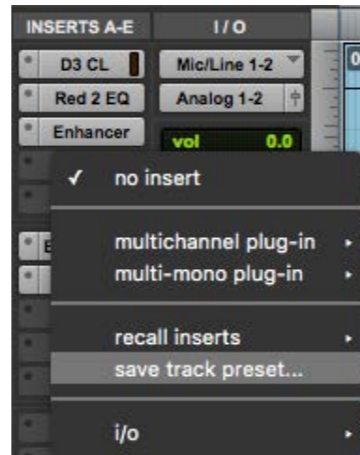 INSERTS A-E
I / O
D3 CL
Mic/Line 1-2
Red 2 EQ
Analog 1-2
Enhancer
vol 0.0
✓ no insert
multichannel plug-in
multi-mono plug-in
recall inserts
save track preset...
i/o